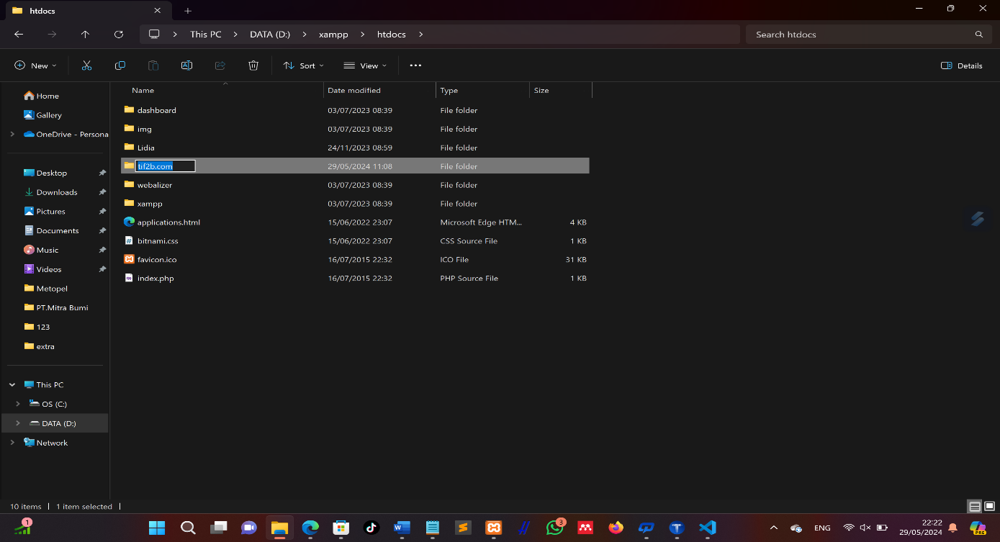 htdocs
This PC > DATA (D:) > xampp > htdocs >
Search htdocs
New
Sort
View
Details
Name Date modified Type Size
dashboard 03/07/2023 08:39 File folder
img 03/07/2023 08:39 File folder
Lidia 24/11/2023 08:59 File folder
tif2b.com 29/05/2024 11:08 File folder
webalizer 03/07/2023 08:39 File folder
xampp 03/07/2023 08:39 File folder
applications.html 15/06/2022 23:07 Microsoft Edge HTM... 4 KB
bitnami.css 15/06/2022 23:07 CSS Source File 1 KB
favicon.ico 16/07/2015 22:32 ICO File 31 KB
index.php 16/07/2015 22:32 PHP Source File 1 KB
Home
Gallery
OneDrive - Persona
Desktop
Downloads
Pictures
Documents
Music
Videos
Metopel
PT.Mitra Bumi
123
extra
This PC
OS (C:)
DATA (D:)
Network
10 items
1 item selected
1
3
ENG
22:22
29/05/2024
PRE